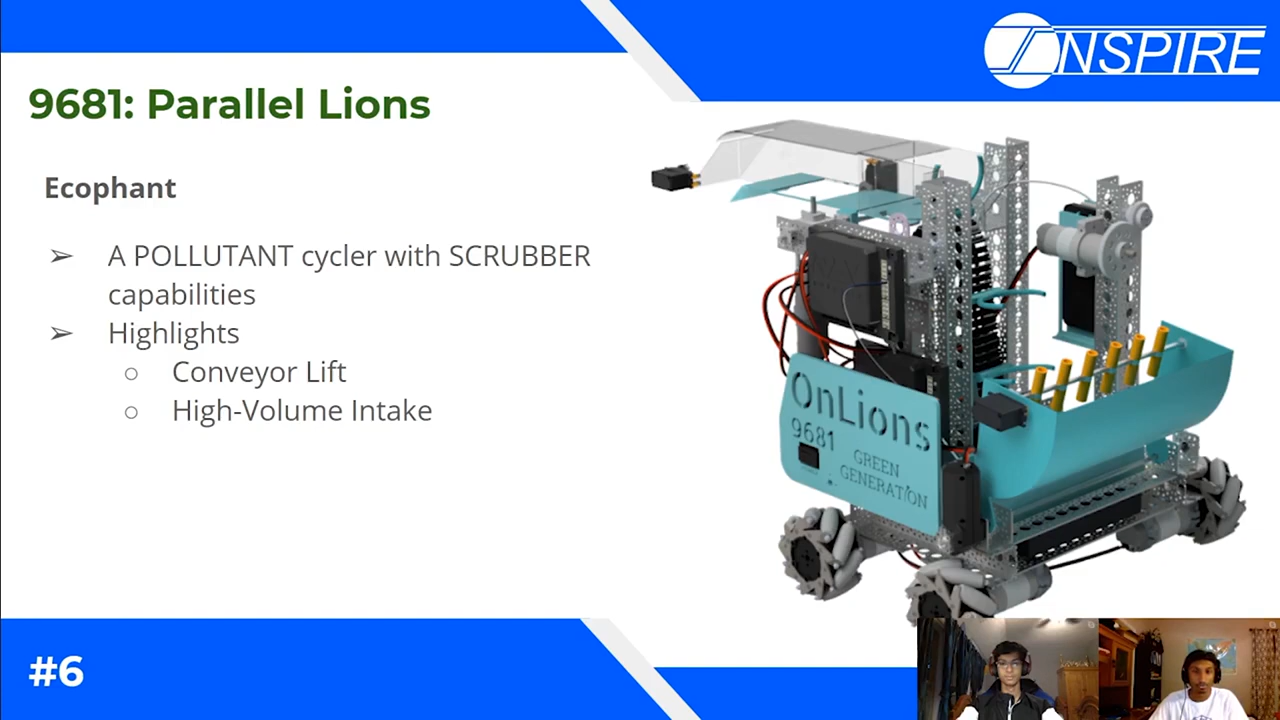 INSPIRE
9681: Parallel Lions
Ecophant
➢ A POLLUTANT cycler with SCRUBBER
capabilities
➢ Highlights
○ Conveyor Lift
○ High-Volume Intake
OnLions
9681
GREEN
GENERATION
#6